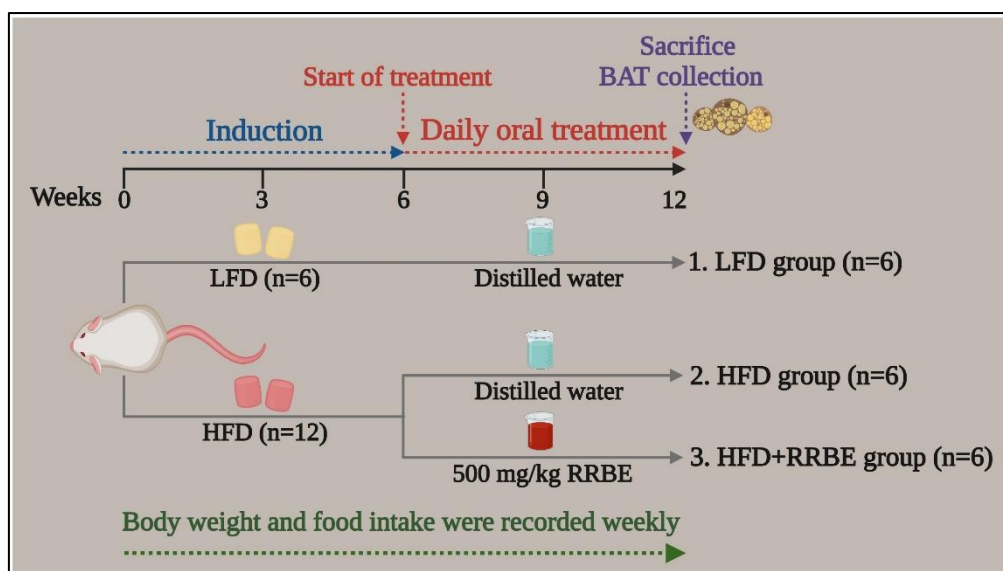 Sacrifice
BAT collection
Start of treatment
Induction
Daily oral treatment
Weeks 0 3 6 9 12
LFD (n=6)
Distilled water
1. LFD group (n=6)
Distilled water
2. HFD group (n=6)
HFD (n=12)
500 mg/kg RRBE
3. HFD+RRBE group (n=6)
Body weight and food intake were recorded weekly